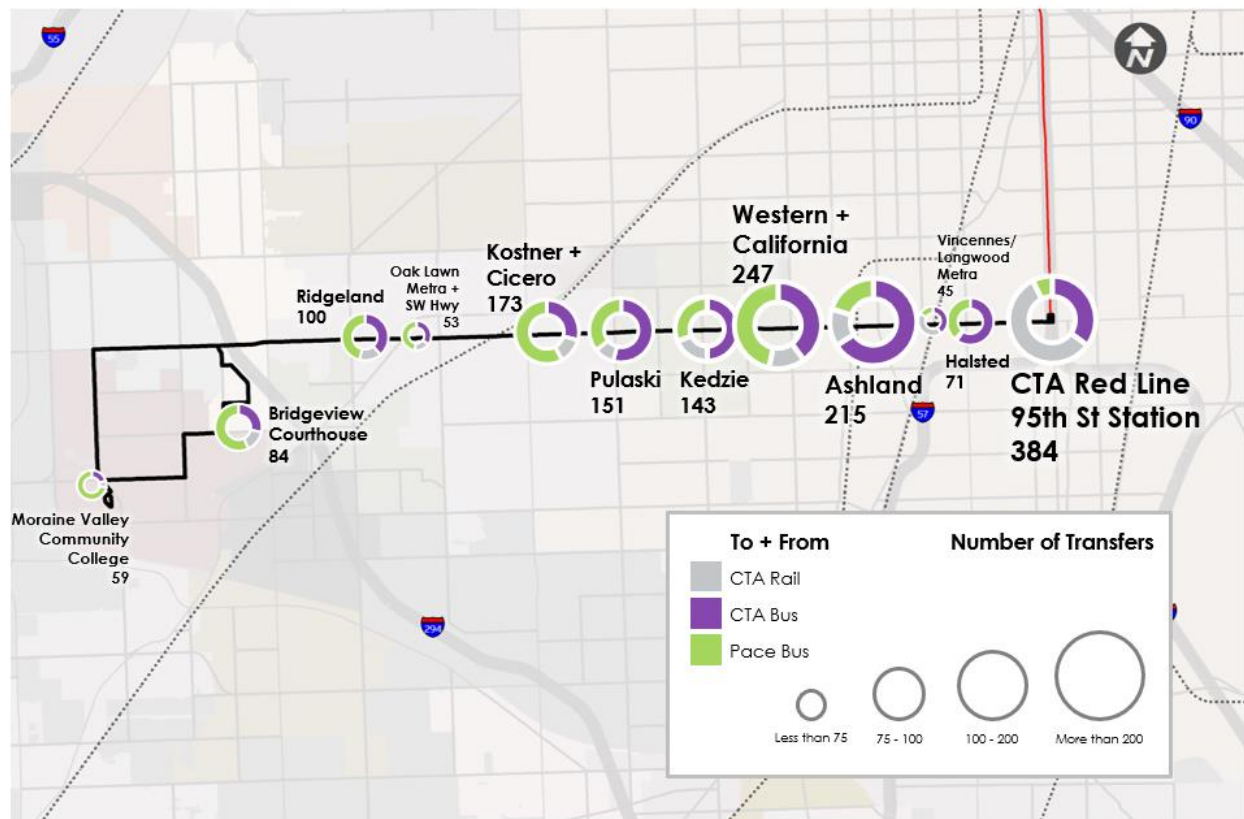 55
N
90
Western +
California
247
Vincennes/
Longwood
Metra
45
Kostner +
Cicero
173
Oak Lawn
Metra +
SW Hwy
53
Ridgeland
100
Pulaski
151
Kedzie
143
Ashland
215
Halsted
71
57
CTA Red Line
95th St Station
384
Bridgeview
Courthouse
84
Moraine Valley
Community
College
59
294
To + From
Number of Transfers
CTA Rail
CTA Bus
Pace Bus
Less than 75
75 - 100
100 - 200
More than 200